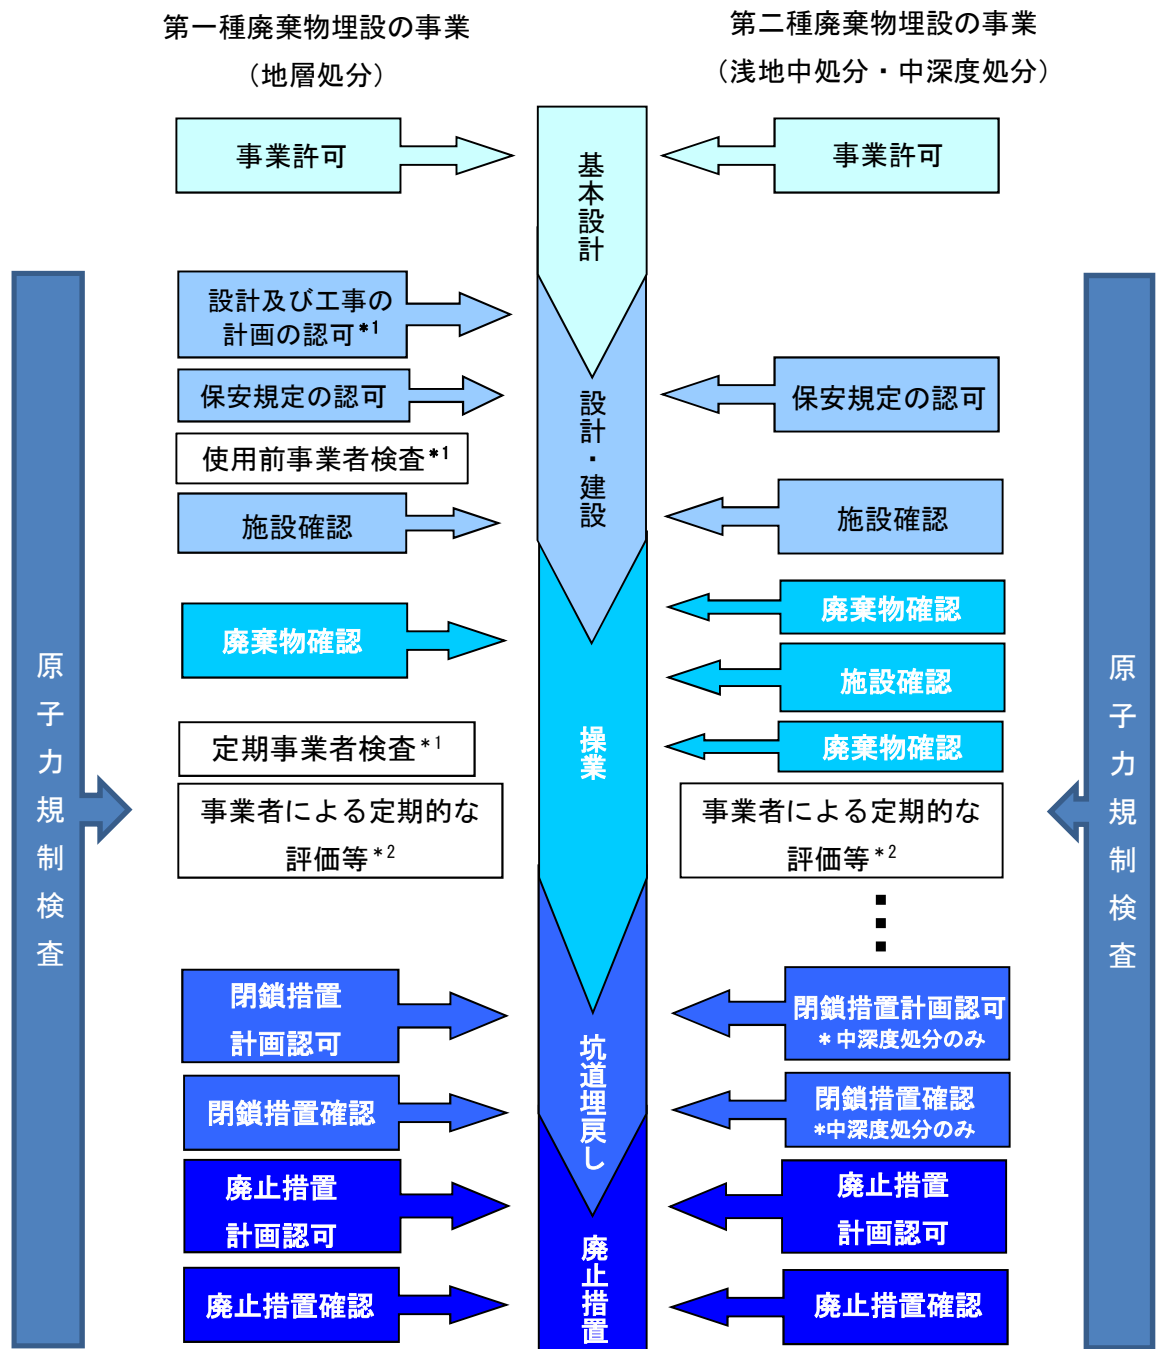 第一種廃棄物埋設の事業
（地層処分）
第二種廃棄物埋設の事業
（浅地中処分・中深度処分）
事業許可
基本設計
事業許可
原子力規制検査
設計及び工事の
計画の認可*1
保安規定の認可
使用前事業者検査*1
施設確認
設計・建設
保安規定の認可
施設確認
廃棄物確認
定期事業者検査*1
事業者による定期的な
評価等*2
操業
廃棄物確認
施設確認
廃棄物確認
事業者による定期的な
評価等*2
原子力規制検査
閉鎖措置
計画認可
閉鎖措置確認
坑道埋戻し
閉鎖措置計画認可
*中深度処分のみ
閉鎖措置確認
*中深度処分のみ
廃止措置
計画認可
廃止措置確認
廃止措置
廃止措置
計画認可
廃止措置確認